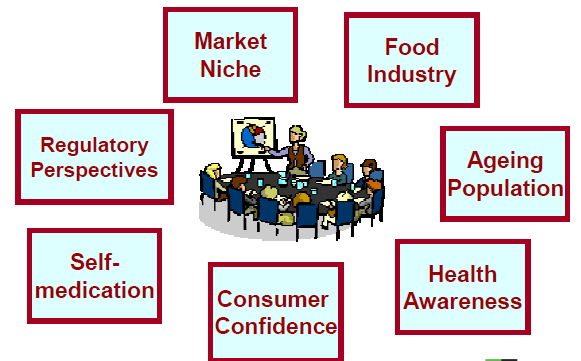 Market
Niche
Food
Industry
Regulatory
Perspectives
Ageing
Population
Self-
medication
Consumer
Confidence
Health
Awareness